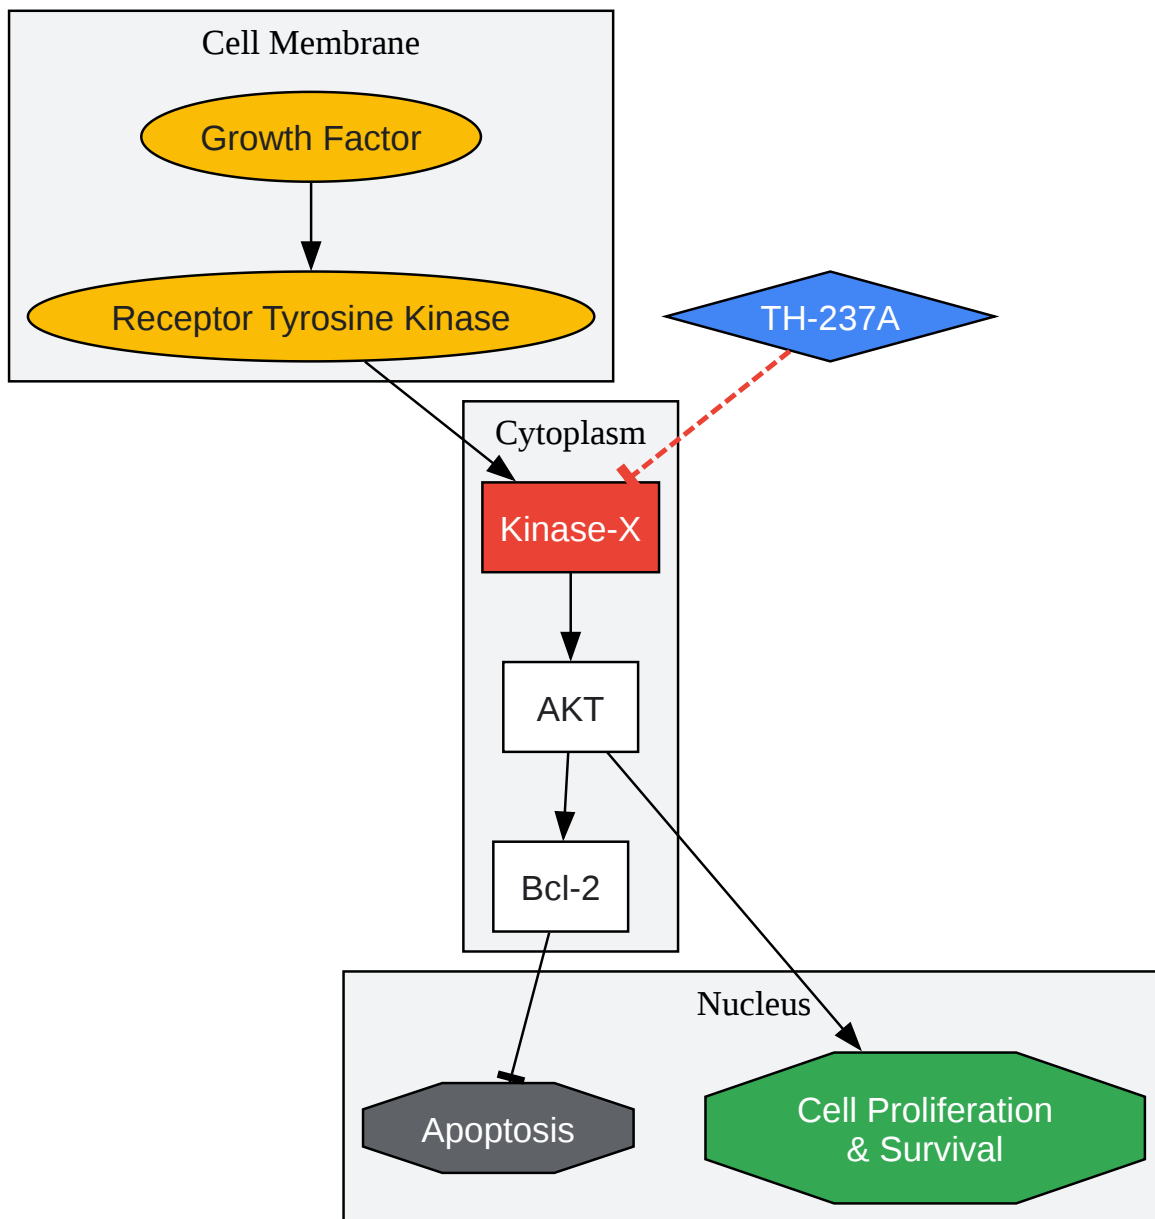 Cell Membrane
Growth Factor
Receptor Tyrosine Kinase
TH-237A
Cytoplasm
Kinase-X
AKT
Bcl-2
Nucleus
Apoptosis
Cell Proliferation
& Survival